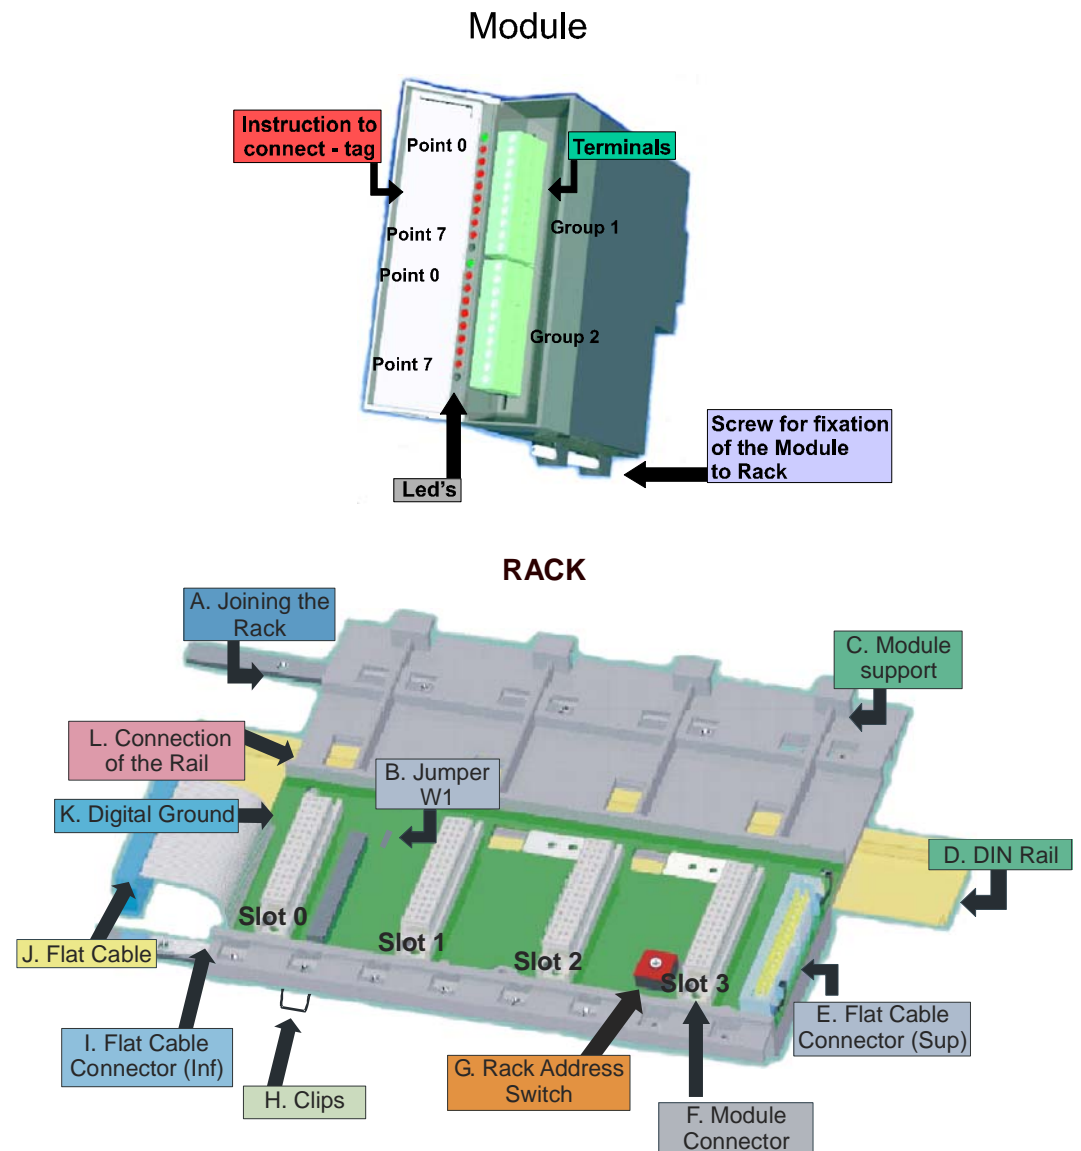 Module
Instruction to
connect - tag
Point 0
Terminals
Point 7
Group 1
Point 0
Group 2
Point 7
Screw for fixation
of the Module
to Rack
Led's
RACK
A. Joining the
Rack
C. Module
support
L. Connection
of the Rail
B. Jumper
W1
K. Digital Ground
D. DIN Rail
Slot 0
Slot 1
Slot 2
Slot 3
J. Flat Cable
E. Flat Cable
Connector (Sup)
I. Flat Cable
Connector (Inf)
G. Rack Address
Switch
H. Clips
F. Module
Connector